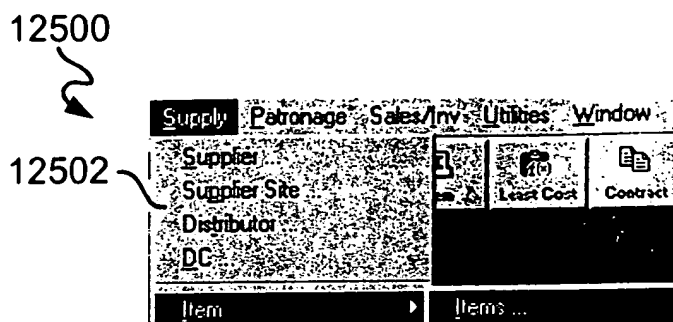 12500
Supply Patronage Sales/Inv Utilities Window
12502
Supplier ...
Supplier Site
Least Cost
Contract
Distributor ...
DC
Item
Items ...